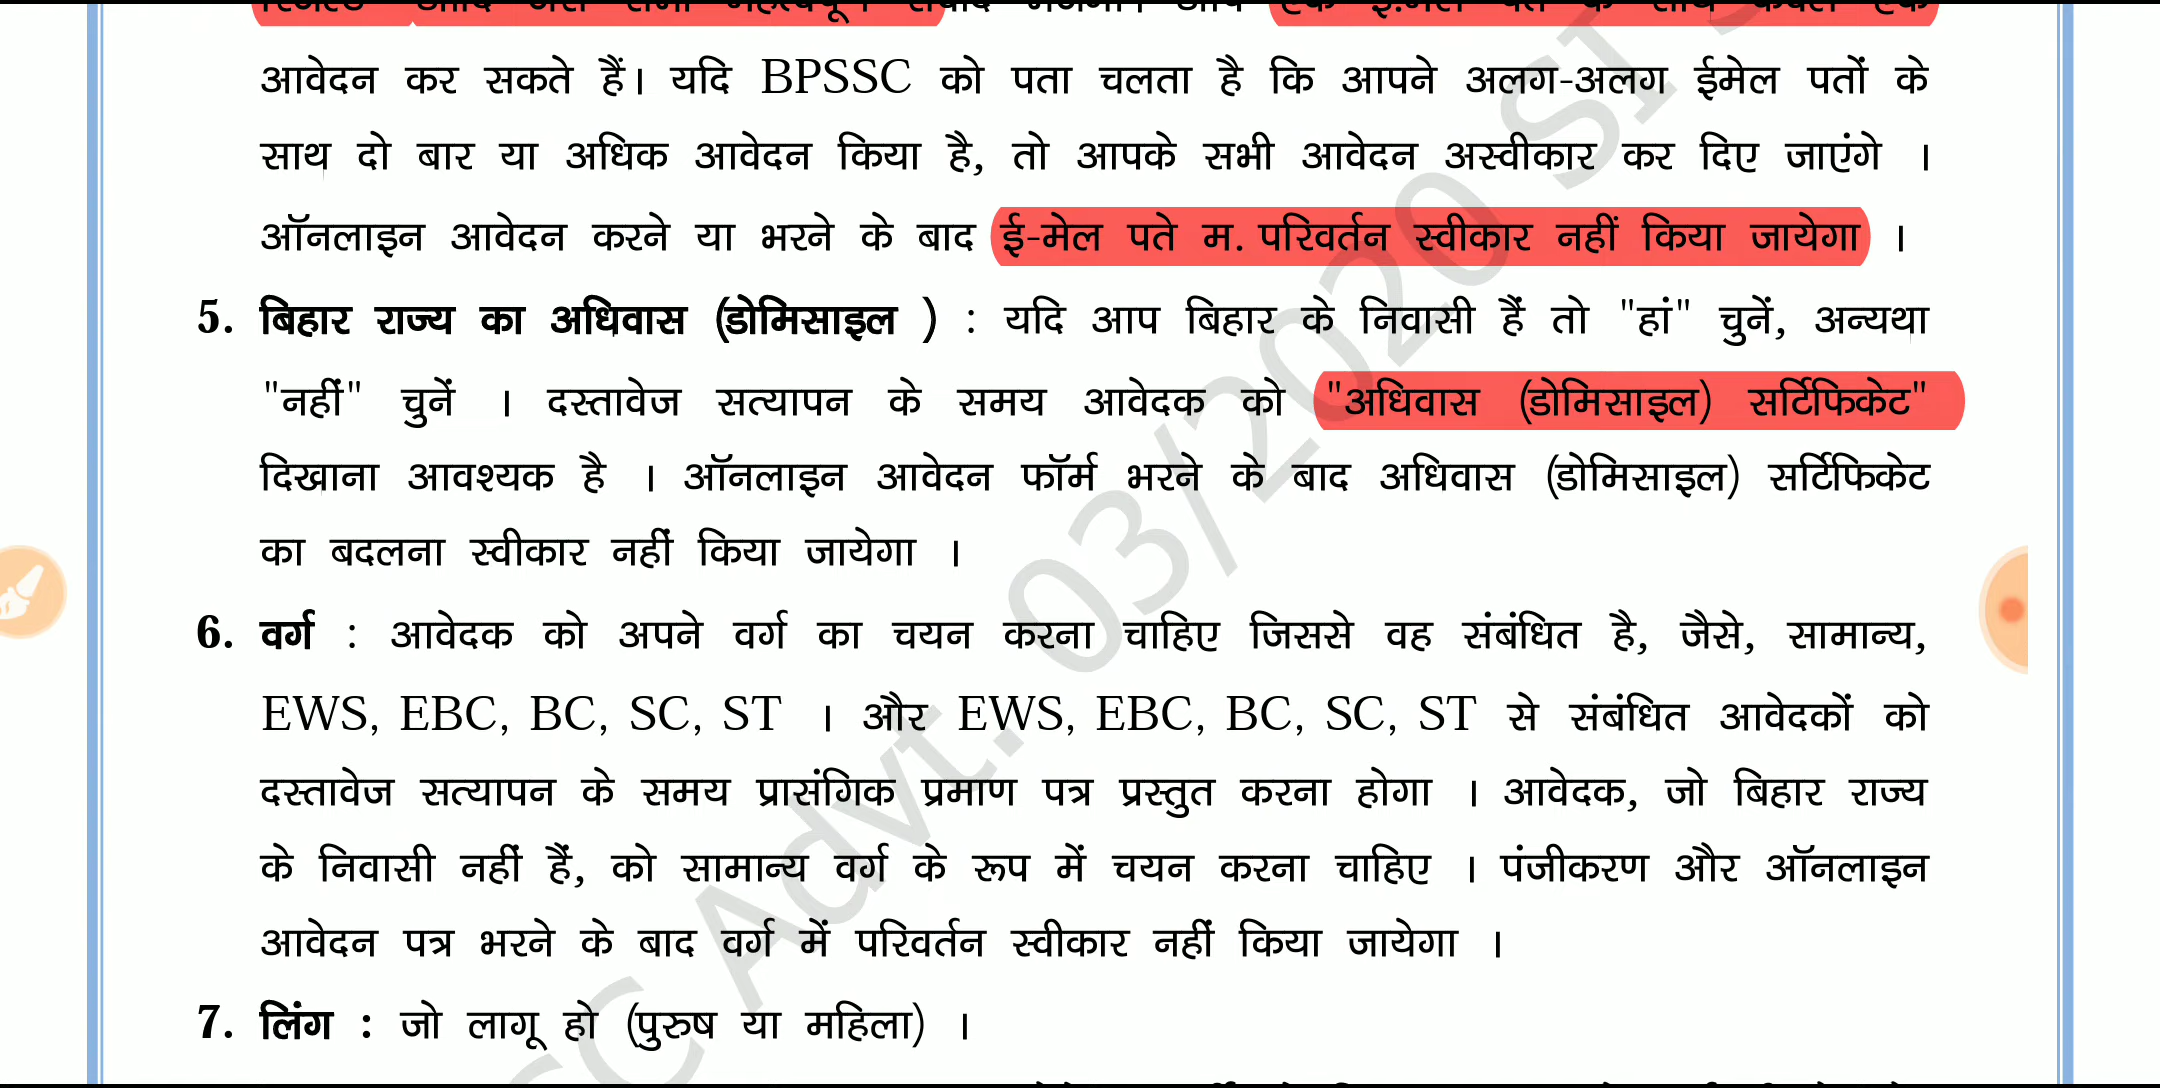 आवेदन कर सकते हैं। यदि BPSSC को पता चलता है कि आपने अलग-अलग ईमेल पतों के
साथ दो बार या अधिक आवेदन किया है, तो आपके सभी आवेदन अस्वीकार कर दिए जाएंगे ।
ऑनलाइन आवेदन करने या भरने के बाद ई-मेल पते म. परिवर्तन स्वीकार नहीं किया जायेगा ।
5. बिहार राज्य का अधिवास (डोमिसाइल ) : यदि आप बिहार के निवासी हैं तो "हां" चुनें, अन्यथा
"नहीं" चुनें । दस्तावेज सत्यापन के समय आवेदक को "अधिवास (डोमिसाइल) सर्टिफिकेट"
दिखाना आवश्यक है । ऑनलाइन आवेदन फॉर्म भरने के बाद अधिवास (डोमिसाइल) सर्टिफिकेट
का बदलना स्वीकार नहीं किया जायेगा ।
6. वर्ग : आवेदक को अपने वर्ग का चयन करना चाहिए जिससे वह संबंधित है, जैसे, सामान्य,
EWS, EBC, BC, SC, ST । और EWS, EBC, BC, SC, ST से संबंधित आवेदकों को
दस्तावेज सत्यापन के समय प्रासंगिक प्रमाण पत्र प्रस्तुत करना होगा । आवेदक, जो बिहार राज्य
के निवासी नहीं हैं, को सामान्य वर्ग के रूप में चयन करना चाहिए । पंजीकरण और ऑनलाइन
आवेदन पत्र भरने के बाद वर्ग में परिवर्तन स्वीकार नहीं किया जायेगा ।
7. लिंग : जो लागू हो (पुरुष या महिला) ।
C Advt. 03/2020 SI